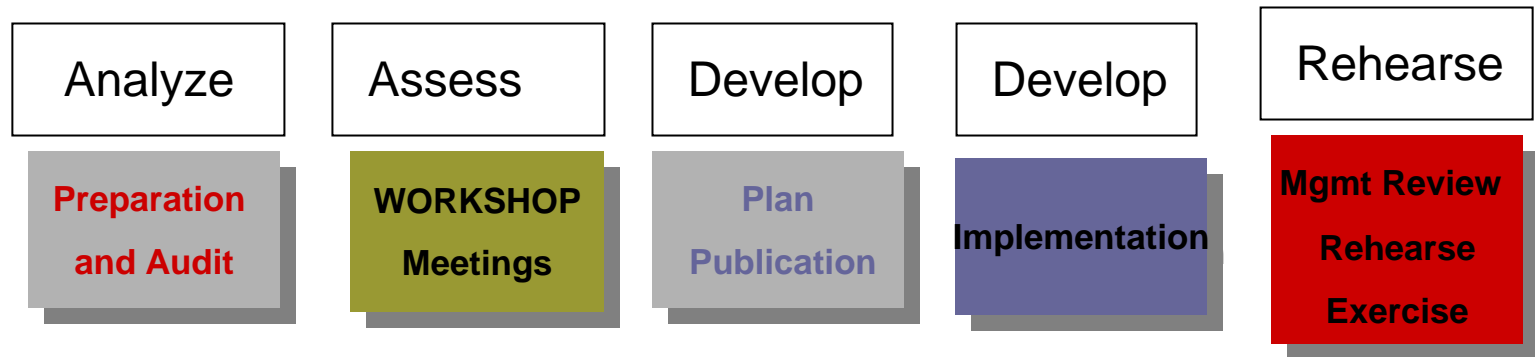 Analyze
Preparation
and Audit
Assess
WORKSHOP
Meetings
Develop
Plan
Publication
Develop
Implementation
Rehearse
Mgmt Review
Rehearse
Exercise